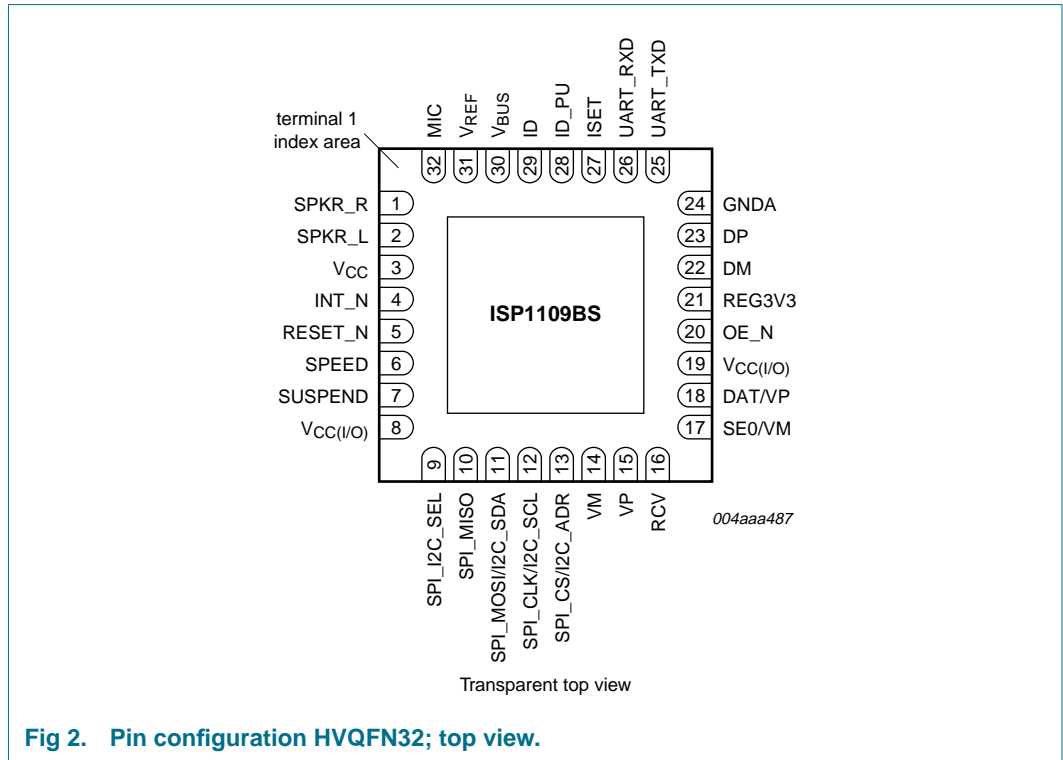 terminal 1
index area
MIC
VREF
VBUS
ID
ID_PU
ISET
UART_RXD
UART_TXD
32
31
30
29
28
27
26
25
SPKR_R 1
SPKR_L 2
VCC 3
INT_N 4
RESET_N 5
SPEED 6
SUSPEND 7
VCC(I/O) 8
ISP1109BS
24 GNDA
23 DP
22 DM
21 REG3V3
20 OE_N
19 VCC(I/O)
18 DAT/VP
17 SE0/VM
9
10
11
12
13
14
15
16
SPI_I2C_SEL
SPI_MISO
SPI_MOSI/I2C_SDA
SPI_CLK/I2C_SCL
SPI_CS/I2C_ADR
VM
VP
RCV
004aaa487
Transparent top view
Fig 2. Pin configuration HVQFN32; top view.